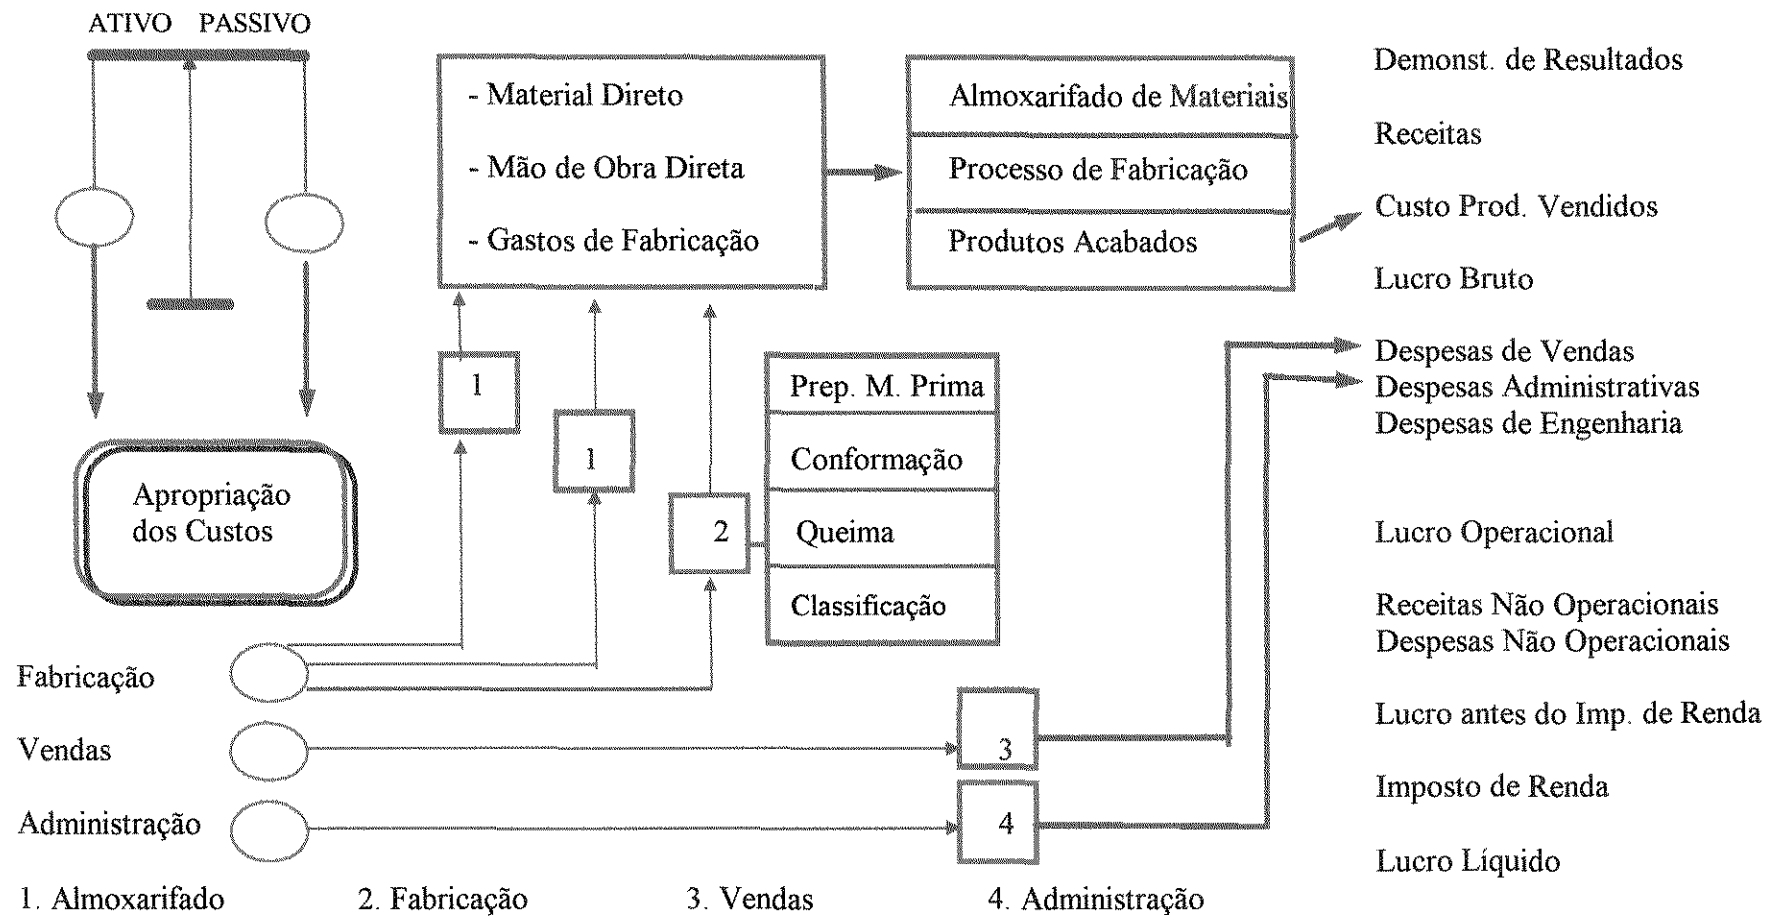 ATIVO PASSIVO
- Material Direto
- Mão de Obra Direta
- Gastos de Fabricação
Almoxarifado de Materiais
Processo de Fabricação
Produtos Acabados
Demonst. de Resultados
Receitas
Custo Prod. Vendidos
Lucro Bruto
Despesas de Vendas
Despesas Administrativas
Despesas de Engenharia
Lucro Operacional
Receitas Não Operacionais
Despesas Não Operacionais
Lucro antes do Imp. de Renda
Imposto de Renda
Lucro Líquido
1
1
2
Prep. M. Prima
Conformação
Queima
Classificação
Apropriação
dos Custos
Fabricação
Vendas
3
Administração
4
1. Almoxarifado 2. Fabricação 3. Vendas 4. Administração